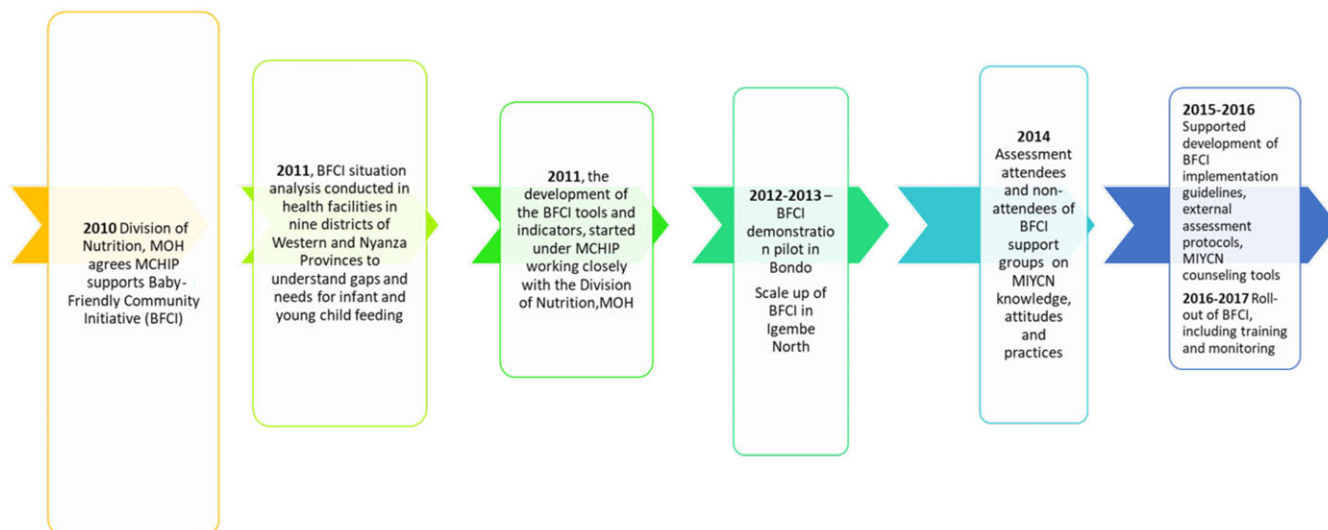 2010 Division of
Nutrition, MOH
agrees MCHIP
supports Baby-
Friendly Community
Initiative (BFCI)
2011, BFCI situation
analysis conducted in
health facilities in
nine districts of
Western and Nyanza
Provinces to
understand gaps and
needs for infant and
young child feeding
2011, the
development of
the BFCI tools and
indicators, started
under MCHIP
working closely
with the Division
of Nutrition,MOH
2012-2013 –
BFCI
demonstratio
n pilot in
Bondo
Scale up of
BFCI in
Igembe
North
2014
Assessment
attendees
and non-
attendees of
BFCI
support
groups on
MIYCN
knowledge,
attitudes
and
practices
2015-2016
Supported
development of
BFCI
implementation
guidelines,
external
assessment
protocols,
MIYCN
counseling tools
2016-2017 Roll-
out of BFCI,
including training
and monitoring